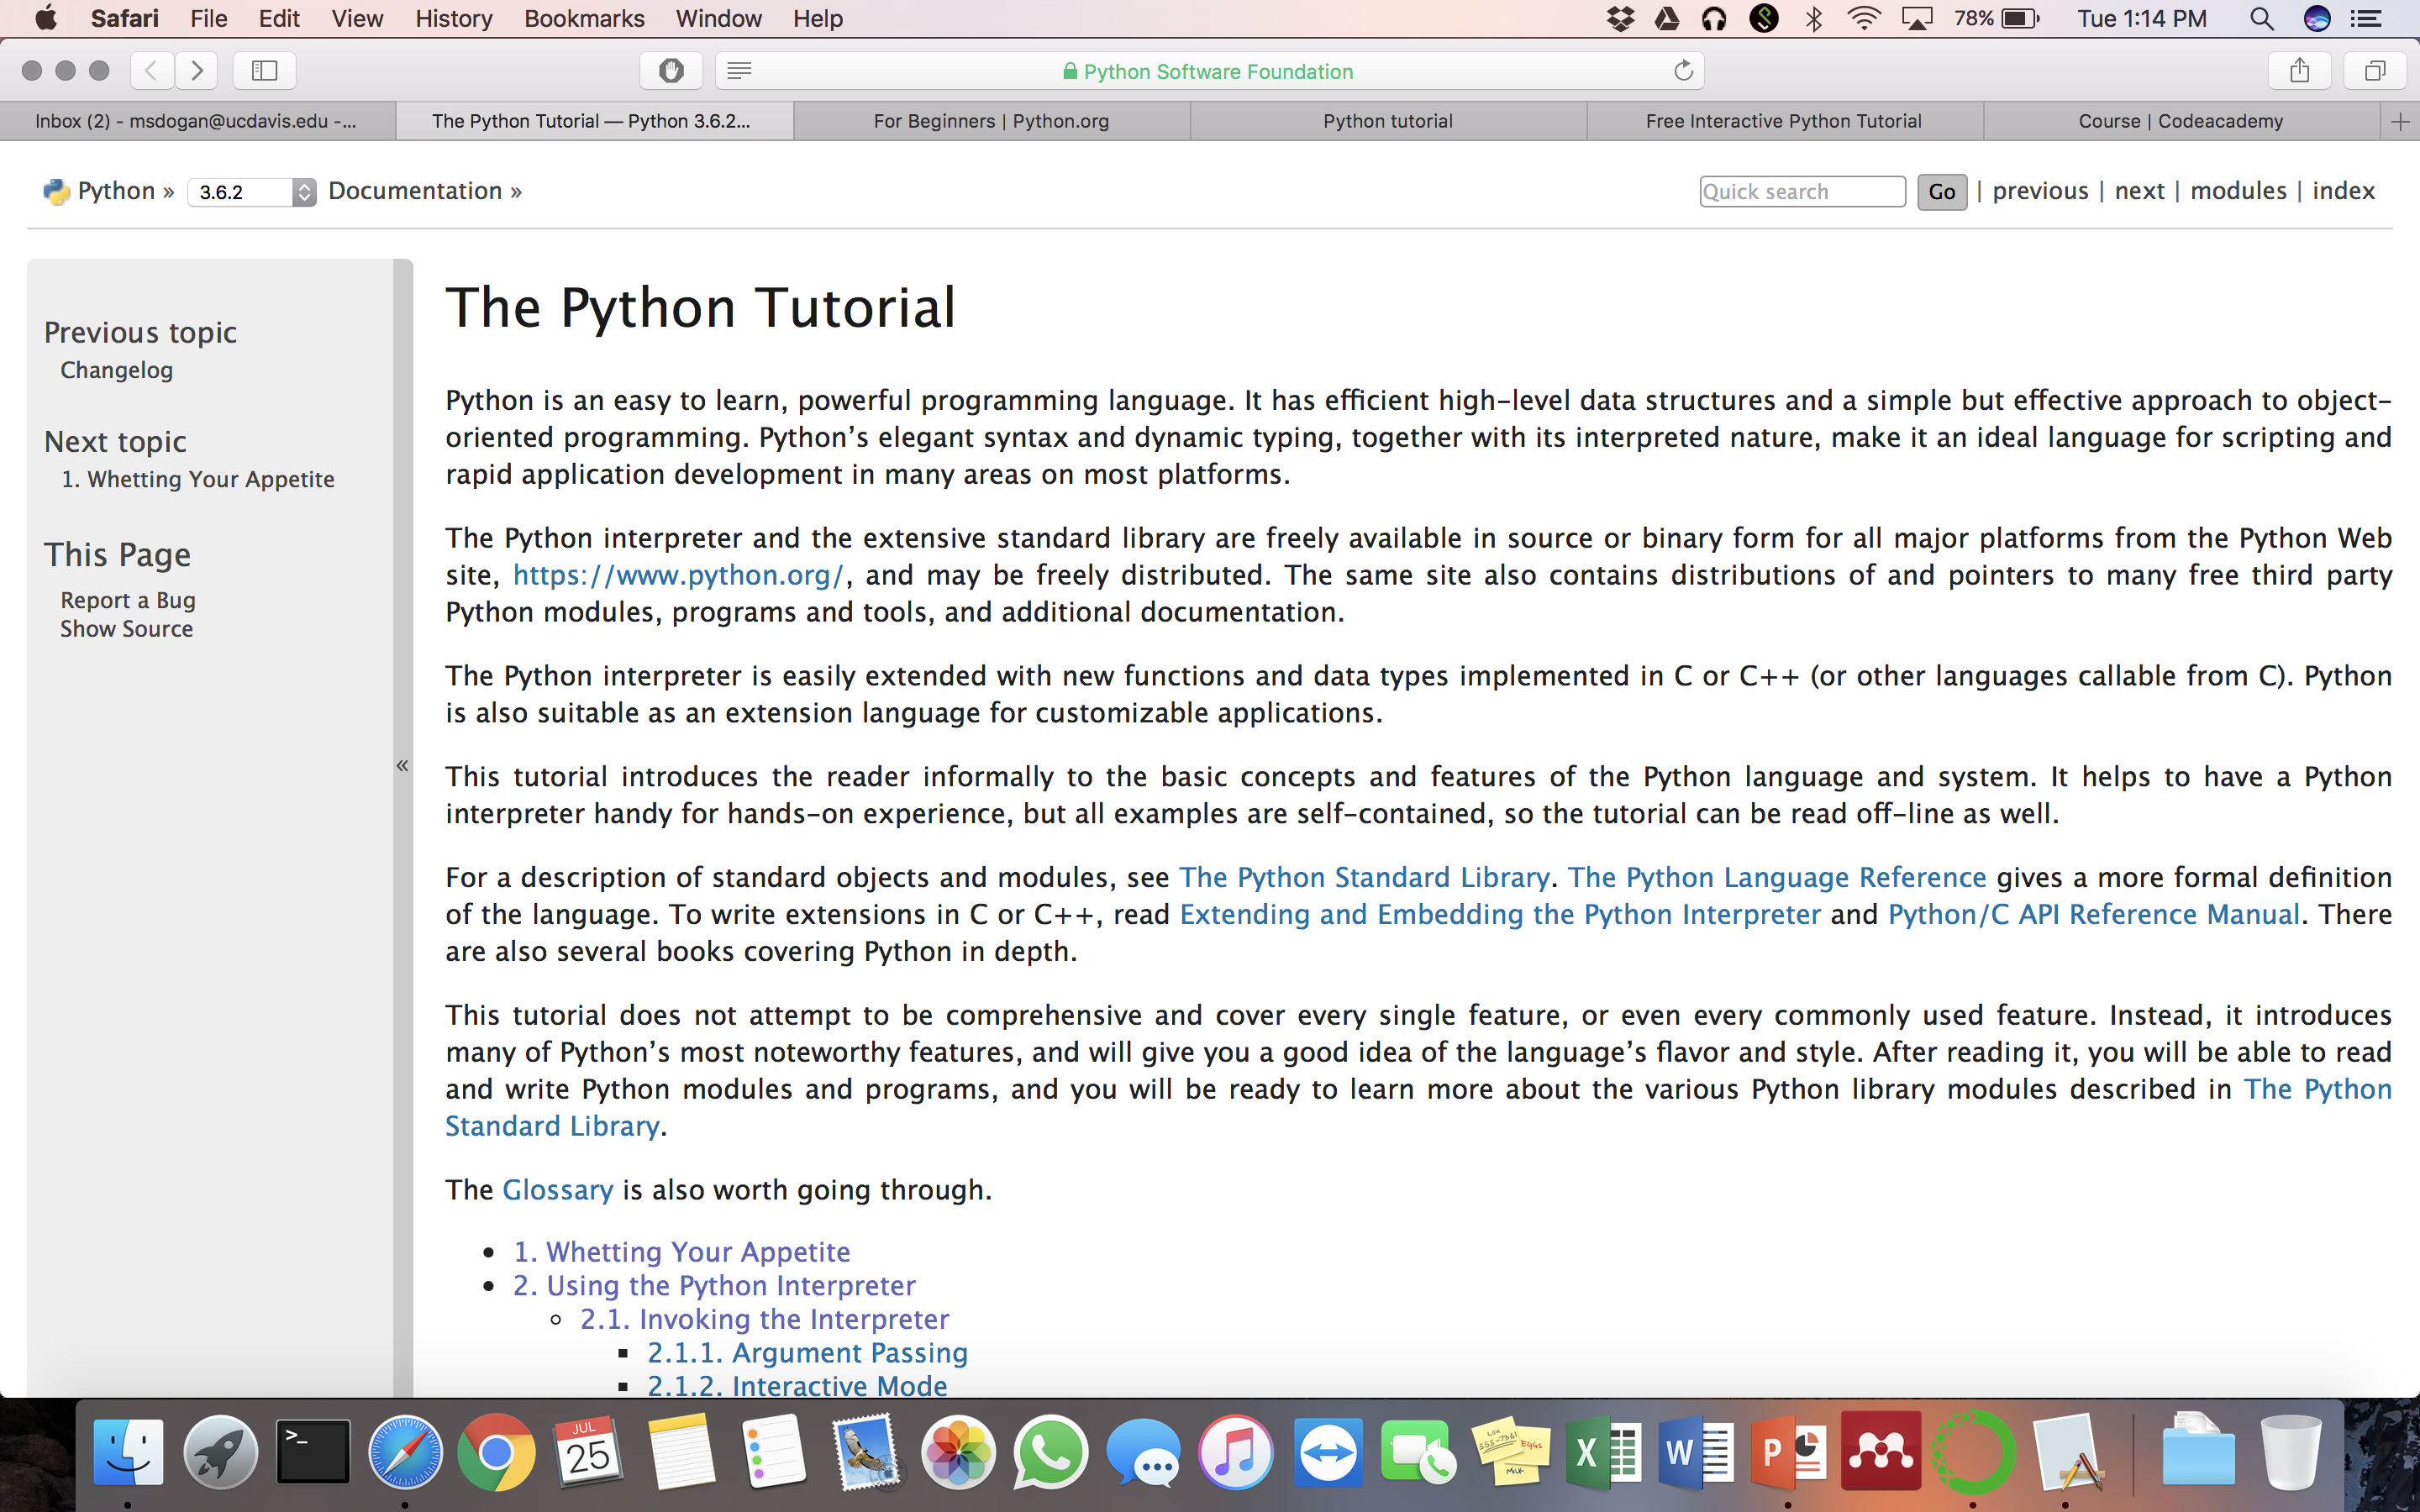 Safari File Edit View History Bookmarks Window Help 78% Tue 1:14 PM
Python Software Foundation
Inbox (2) - msdogan@ucdavis.edu -... The Python Tutorial — Python 3.6.2... For Beginners | Python.org Python tutorial Free Interactive Python Tutorial Course | Codeacademy
Python » 3.6.2 Documentation » Quick search Go | previous | next | modules | index
Previous topic
Changelog
Next topic
1. Whetting Your Appetite
This Page
Report a Bug
Show Source
«
The Python Tutorial
Python is an easy to learn, powerful programming language. It has efficient high-level data structures and a simple but effective approach to object-
oriented programming. Python's elegant syntax and dynamic typing, together with its interpreted nature, make it an ideal language for scripting and
rapid application development in many areas on most platforms.
The Python interpreter and the extensive standard library are freely available in source or binary form for all major platforms from the Python Web
site, https://www.python.org/, and may be freely distributed. The same site also contains distributions of and pointers to many free third party
Python modules, programs and tools, and additional documentation.
The Python interpreter is easily extended with new functions and data types implemented in C or C++ (or other languages callable from C). Python
is also suitable as an extension language for customizable applications.
This tutorial introduces the reader informally to the basic concepts and features of the Python language and system. It helps to have a Python
interpreter handy for hands-on experience, but all examples are self-contained, so the tutorial can be read off-line as well.
For a description of standard objects and modules, see The Python Standard Library. The Python Language Reference gives a more formal definition
of the language. To write extensions in C or C++, read Extending and Embedding the Python Interpreter and Python/C API Reference Manual. There
are also several books covering Python in depth.
This tutorial does not attempt to be comprehensive and cover every single feature, or even every commonly used feature. Instead, it introduces
many of Python's most noteworthy features, and will give you a good idea of the language's flavor and style. After reading it, you will be able to read
and write Python modules and programs, and you will be ready to learn more about the various Python library modules described in The Python
Standard Library.
The Glossary is also worth going through.
1. Whetting Your Appetite
2. Using the Python Interpreter
2.1. Invoking the Interpreter
2.1.1. Argument Passing
2.1.2. Interactive Mode
>_
JUL
25
555-7361
EGGS
MILK
X
W
P